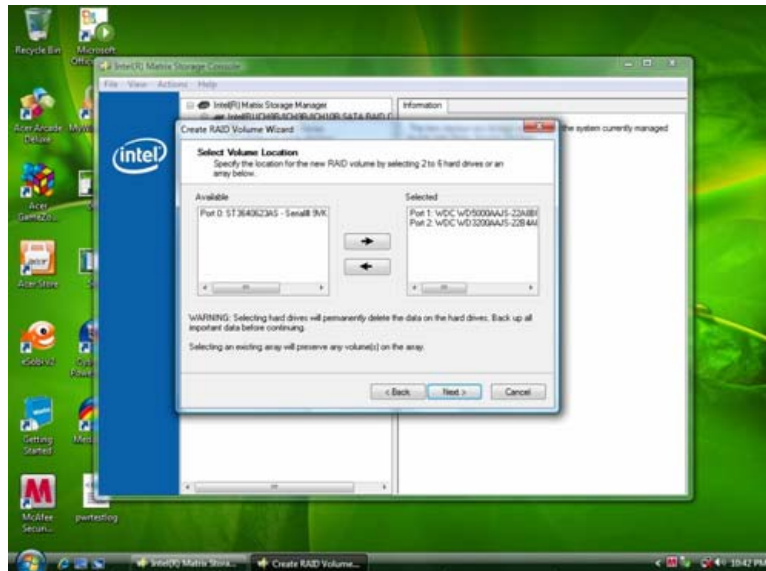 Recycle Bin
Microsoft
Office
Acer Arcade
Deluxe
Acer
GameZo...
Acer Store
eSobi v2
Getting
Started
McAfee
Securi...
pwrtestlog
Intel(R) Matrix Storage Console
File View Actions Help
Intel(R) Matrix Storage Manager
Information
the system currently managed
Create RAID Volume Wizard
intel
Select Volume Location
Specify the location for the new RAID volume by selecting 2 to 6 hard drives or an
array below.
Available
Selected
Port 0: ST3640623AS - Serial# 9VK
Port 1: WDC WD5000AAJS-22A8B
Port 2: WDC WD3200AAJS-22B4A
WARNING: Selecting hard drives will permanently delete the data on the hard drives. Back up all
important data before continuing.
Selecting an existing array will preserve any volume(s) on the array.
< Back
Next >
Cancel
Intel(R) Matrix Stora...
Create RAID Volume...
10:42 PM